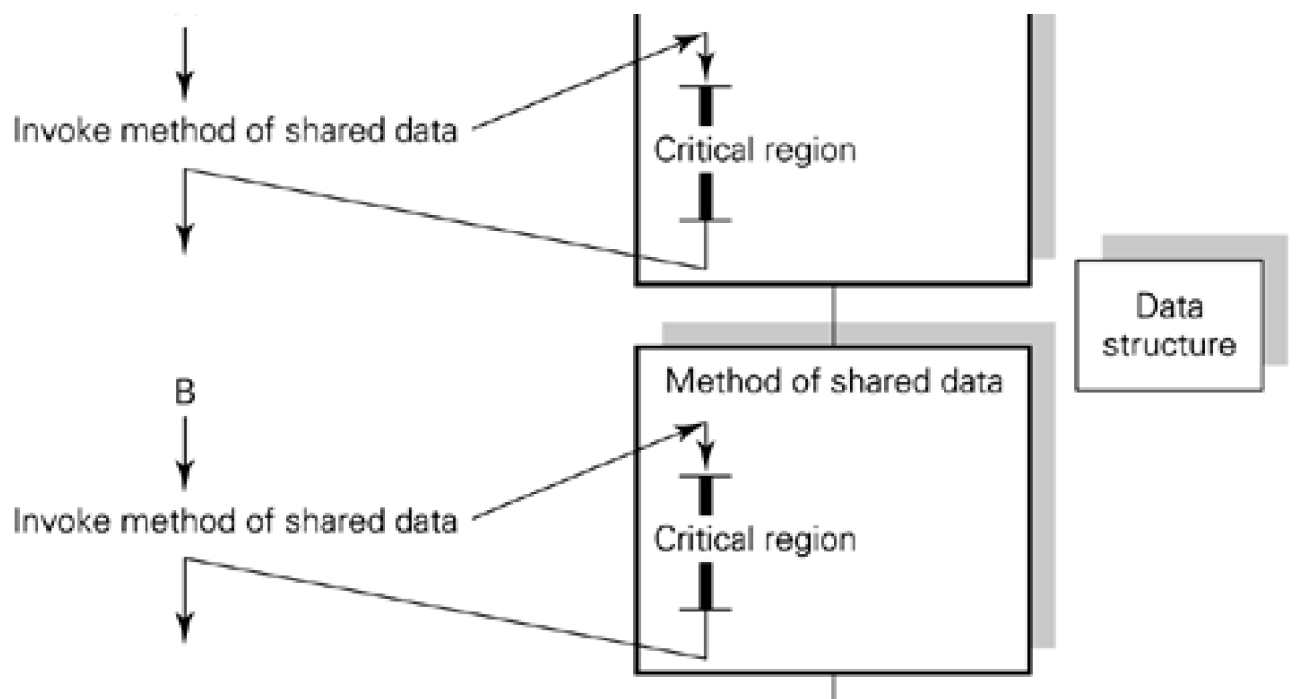 Invoke method of shared data
Critical region
Data
structure
Method of shared data
B
Invoke method of shared data
Critical region